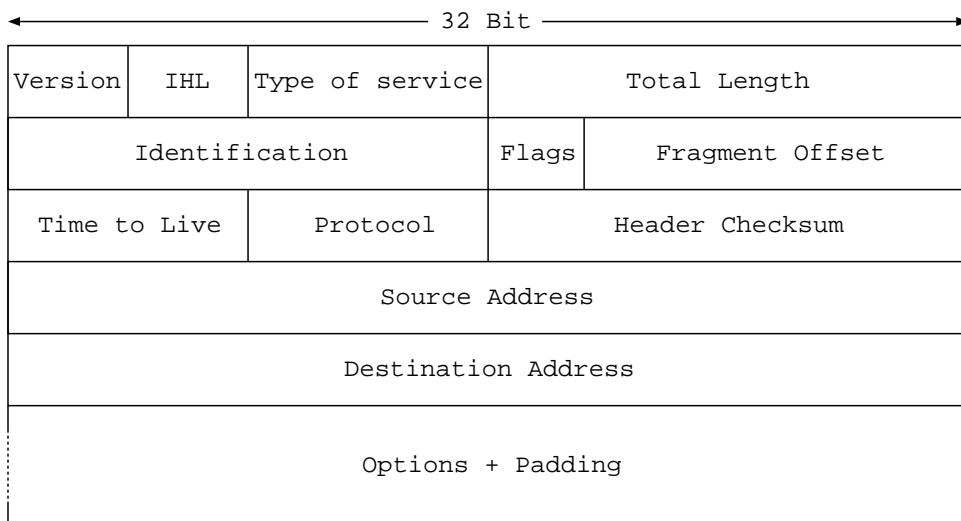 32 Bit
Version IHL Type of service Total Length
Identification Flags Fragment Offset
Time to Live Protocol Header Checksum
Source Address
Destination Address
Options + Padding